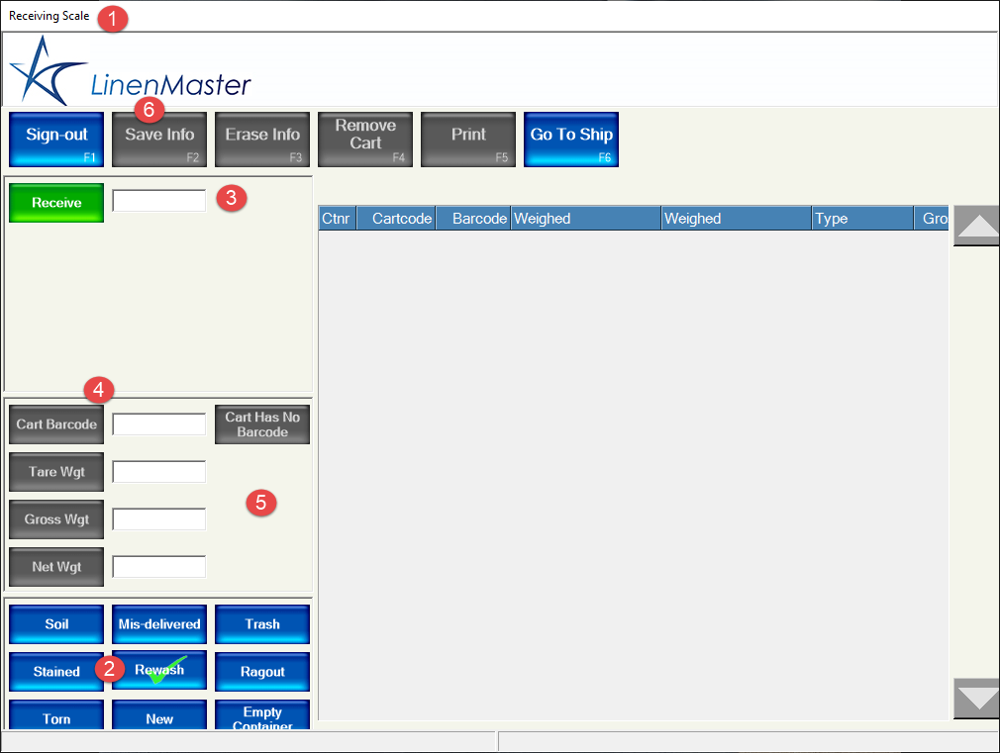 Receiving Scale 1
LinenMaster
6
Sign-out F1
Save Info F2
Erase Info F3
Remove
Cart F4
Print F5
Go To Ship F6
Receive
3
Ctnr Cartcode Barcode Weighed Weighed Type Gro
4
Cart Barcode
Cart Has No
Barcode
Tare Wgt
5
Gross Wgt
Net Wgt
Soil Mis-delivered Trash
Stained 2 Rewash Ragout
Torn New Empty
Container